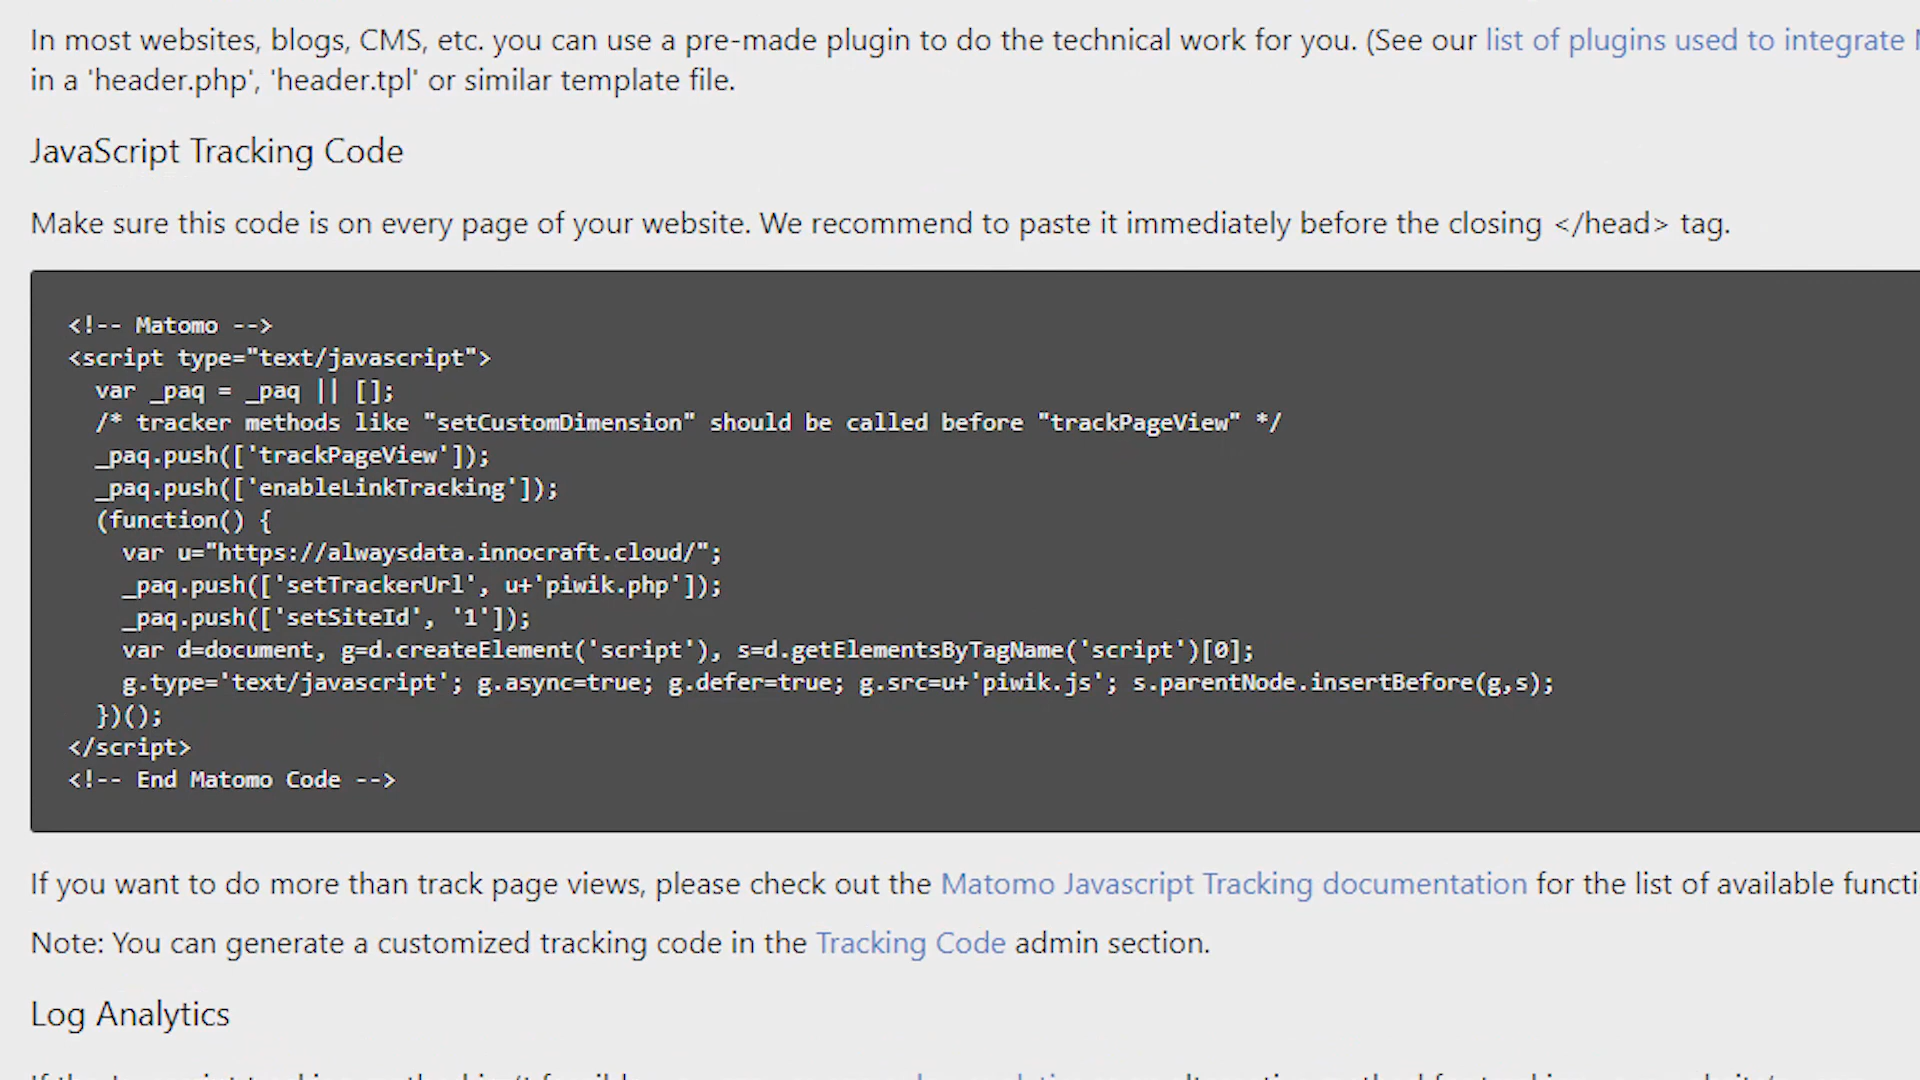 In most websites, blogs, CMS, etc. you can use a pre-made plugin to do the technical work for you. (See our list of plugins used to integrate
in a 'header.php', 'header.tpl' or similar template file.
JavaScript Tracking Code
Make sure this code is on every page of your website. We recommend to paste it immediately before the closing </head> tag.
<!-- Matomo -->
<script type="text/javascript">
  var _paq = _paq || [];
  /* tracker methods like "setCustomDimension" should be called before "trackPageView" */
  _paq.push(['trackPageView']);
  _paq.push(['enableLinkTracking']);
  (function() {
    var u="https://alwaysdata.innocraft.cloud/";
    _paq.push(['setTrackerUrl', u+'piwik.php']);
    _paq.push(['setSiteId', '1']);
    var d=document, g=d.createElement('script'), s=d.getElementsByTagName('script')[0];
    g.type='text/javascript'; g.async=true; g.defer=true; g.src=u+'piwik.js'; s.parentNode.insertBefore(g,s);
  })();
</script>
<!-- End Matomo Code -->
If you want to do more than track page views, please check out the Matomo Javascript Tracking documentation for the list of available functi
Note: You can generate a customized tracking code in the Tracking Code admin section.
Log Analytics